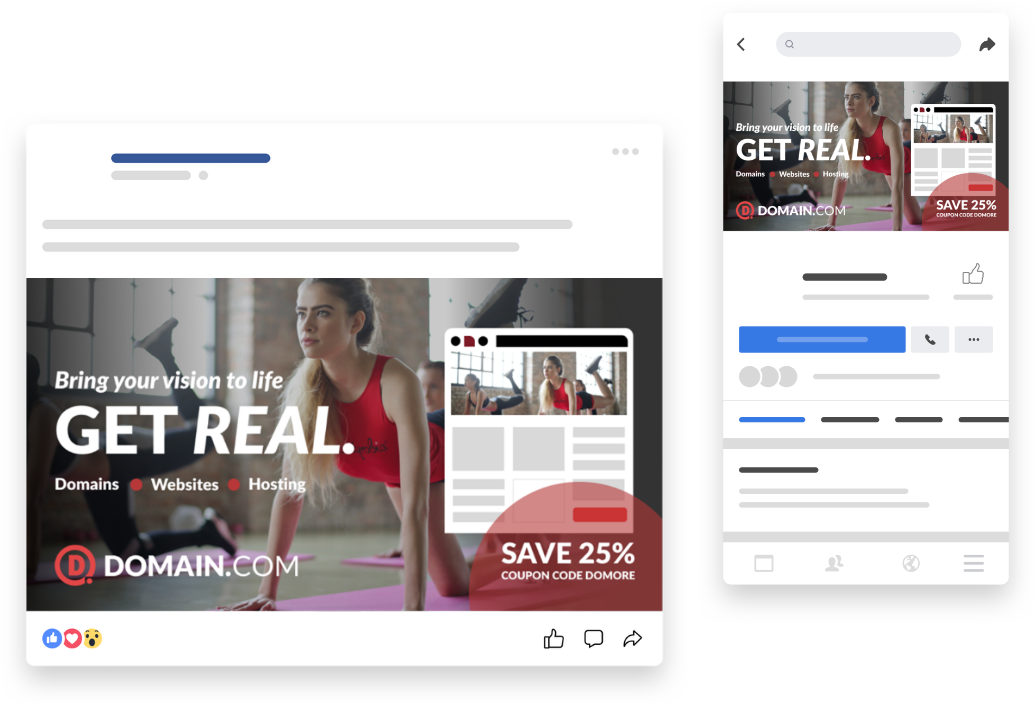 Bring your vision to life
GET REAL.
Domains Websites Hosting
D DOMAIN.COM
SAVE 25%
COUPON CODE DOMORE
Bring your vision to life
GET REAL.
Domains Websites Hosting
D DOMAIN.COM
SAVE 25%
COUPON CODE DOMORE